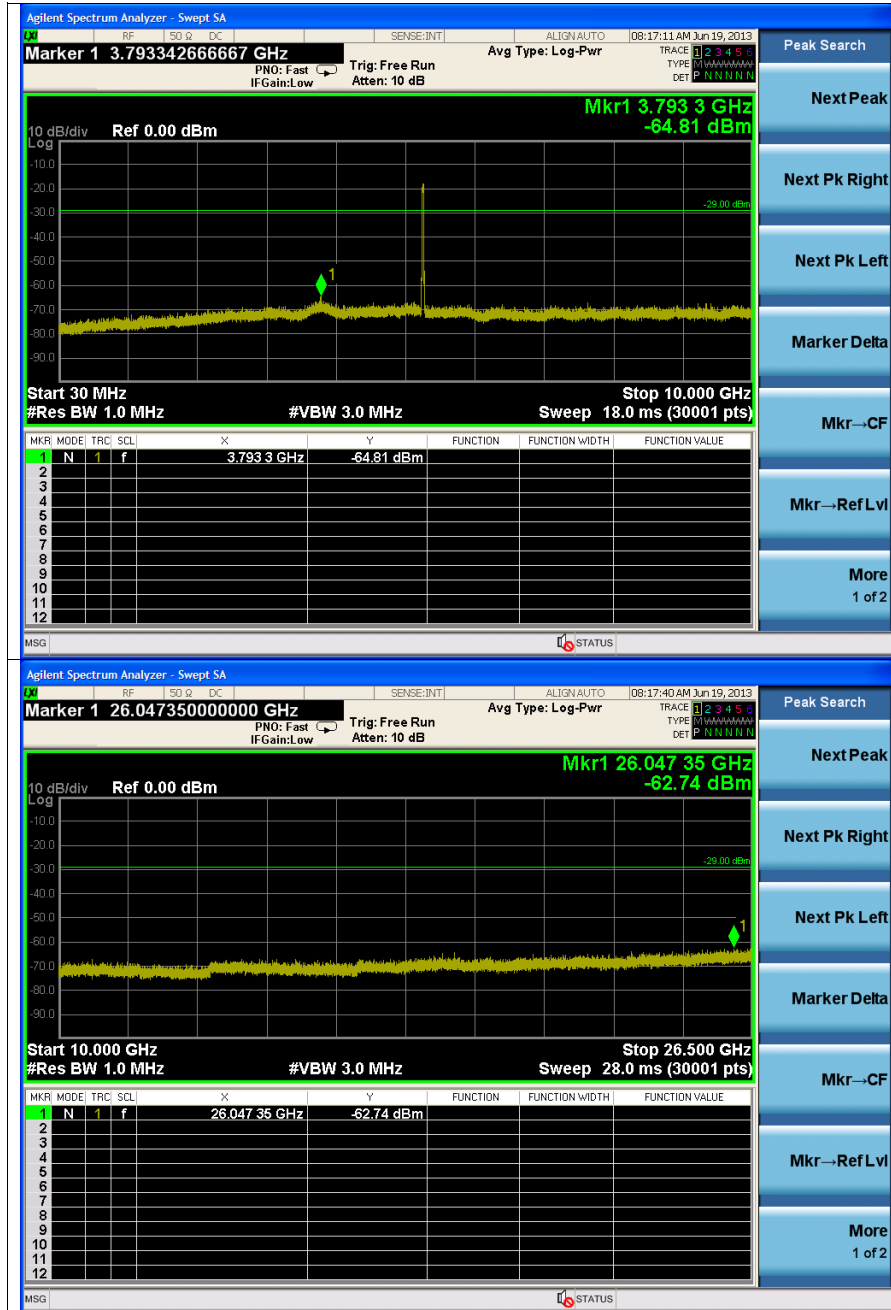 Agilent Spectrum Analyzer - Swept SA
LXI RF 50 Ω DC SENSE:INT ALIGN AUTO 08:17:11 AM Jun 19, 2013
Marker 1 3.793342666667 GHz
PNO: Fast
IFGain:Low
Trig: Free Run
Atten: 10 dB
Avg Type: Log-Pwr
TRACE 1 2 3 4 5 6
TYPE M WWWWW
DET P N N N N N
Peak Search
Next Peak
Next Pk Right
Next Pk Left
Marker Delta
Mkr→CF
Mkr→Ref Lvl
More
1 of 2
Mkr1 3.793 3 GHz
-64.81 dBm
10 dB/div Ref 0.00 dBm
Log
-10.0
-20.0
-30.0
-40.0
-50.0
-60.0
-70.0
-80.0
-90.0
-29.00 dBm
1
Start 30 MHz Stop 10.000 GHz
#Res BW 1.0 MHz #VBW 3.0 MHz Sweep 18.0 ms (30001 pts)
MKR MODE TRC SCL X Y FUNCTION FUNCTION WIDTH FUNCTION VALUE
1 N 1 f 3.793 3 GHz -64.81 dBm
2
3
4
5
6
7
8
9
10
11
12
MSG STATUS
Agilent Spectrum Analyzer - Swept SA
LXI RF 50 Ω DC SENSE:INT ALIGN AUTO 08:17:40 AM Jun 19, 2013
Marker 1 26.047350000000 GHz
PNO: Fast
IFGain:Low
Trig: Free Run
Atten: 10 dB
Avg Type: Log-Pwr
TRACE 1 2 3 4 5 6
TYPE M WWWWW
DET P N N N N N
Peak Search
Next Peak
Next Pk Right
Next Pk Left
Marker Delta
Mkr→CF
Mkr→Ref Lvl
More
1 of 2
Mkr1 26.047 35 GHz
-62.74 dBm
10 dB/div Ref 0.00 dBm
Log
-10.0
-20.0
-30.0
-40.0
-50.0
-60.0
-70.0
-80.0
-90.0
-29.00 dBm
1
Start 10.000 GHz Stop 26.500 GHz
#Res BW 1.0 MHz #VBW 3.0 MHz Sweep 28.0 ms (30001 pts)
MKR MODE TRC SCL X Y FUNCTION FUNCTION WIDTH FUNCTION VALUE
1 N 1 f 26.047 35 GHz -62.74 dBm
2
3
4
5
6
7
8
9
10
11
12
MSG STATUS